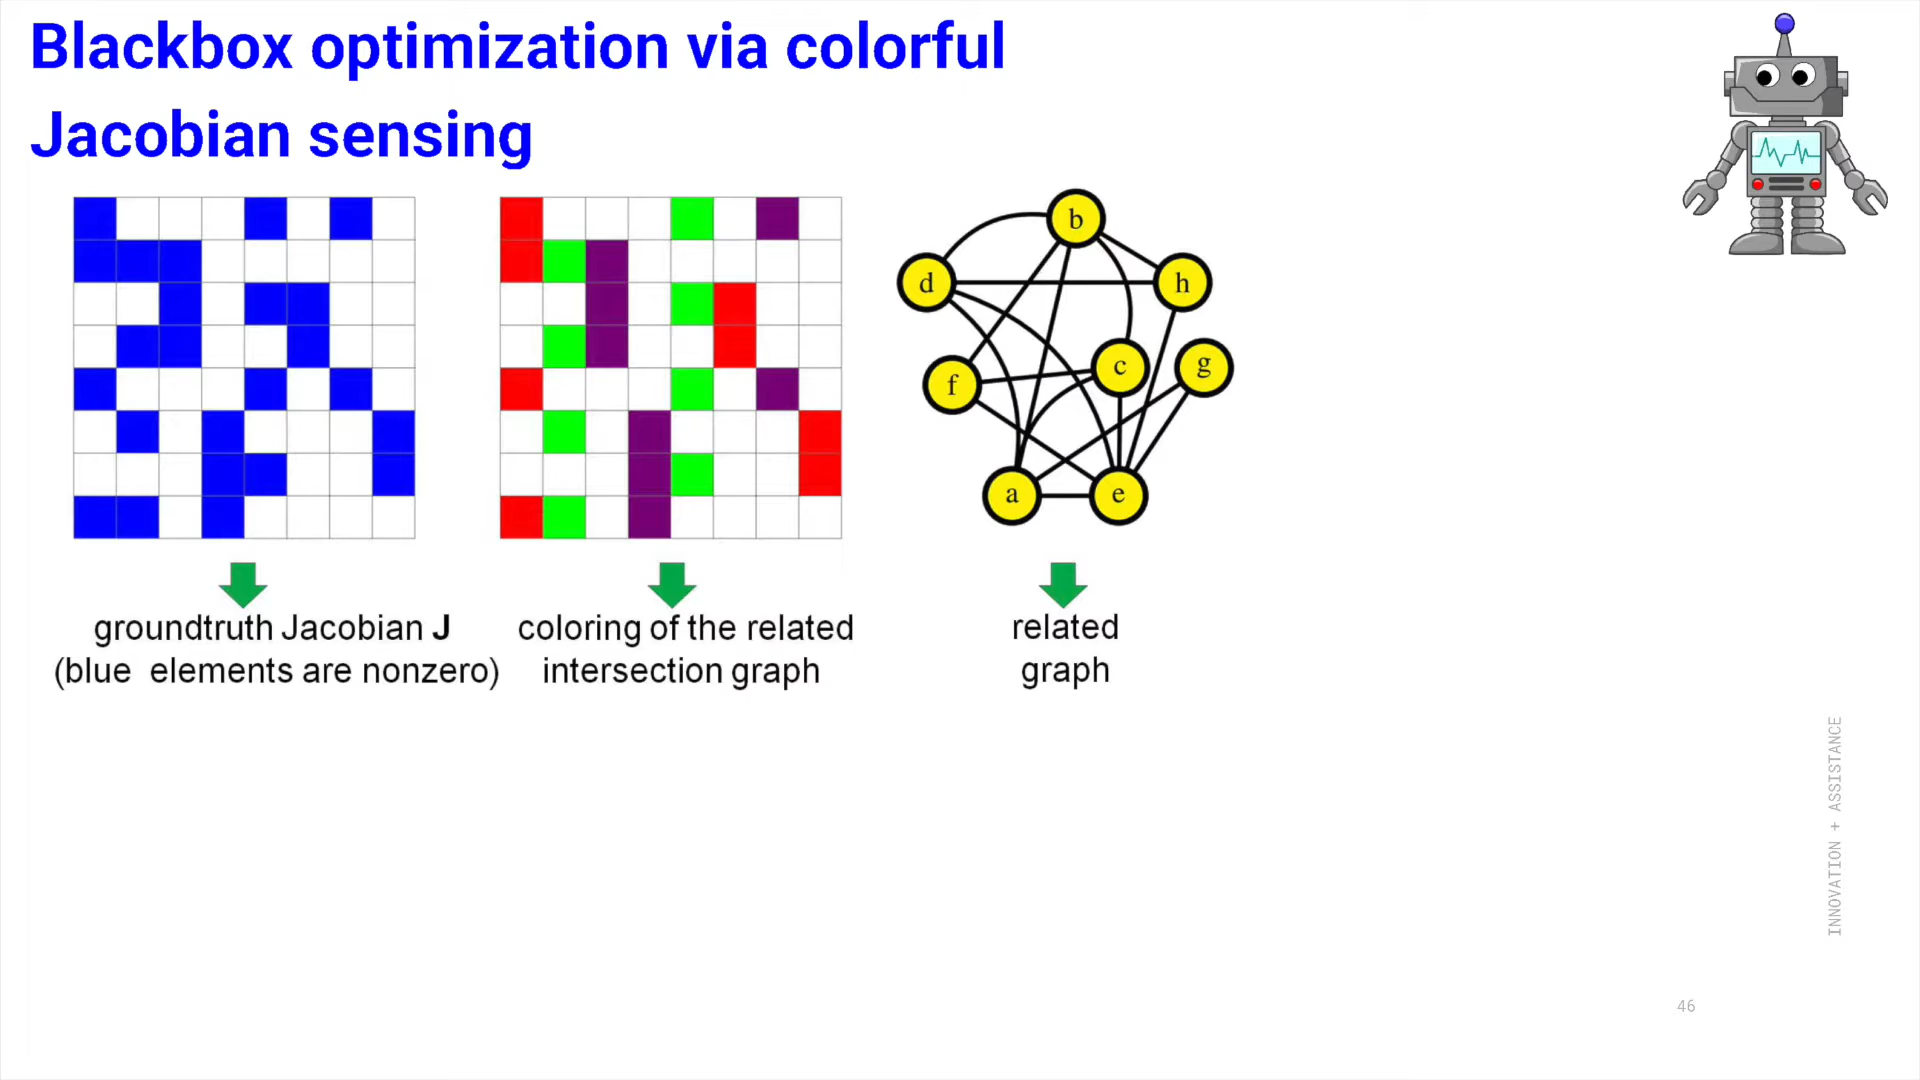 Blackbox optimization via colorful
Jacobian sensing
b
d
h
f
c
g
a
e
groundtruth Jacobian J
(blue elements are nonzero)
coloring of the related
intersection graph
related
graph
INNOVATION + ASSISTANCE
46